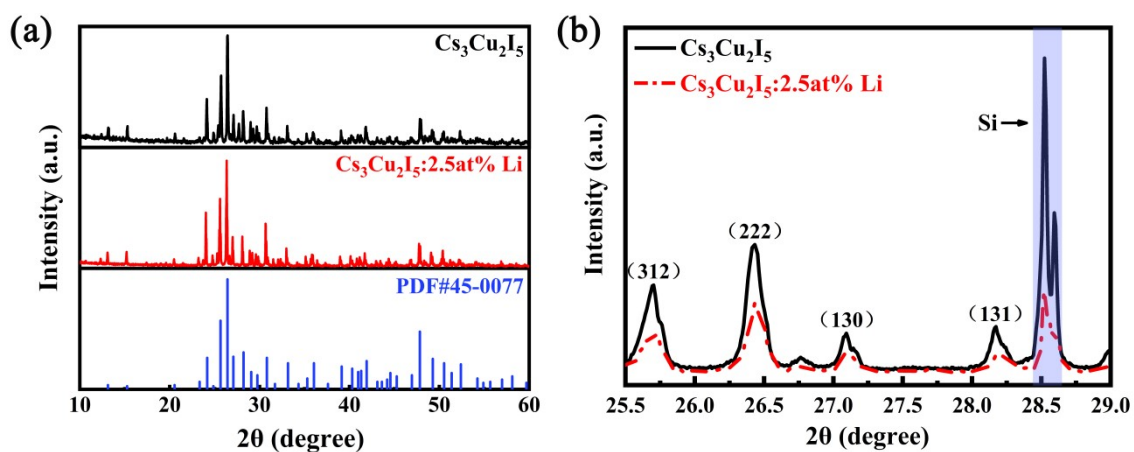 (a)
Cs₃Cu₂I₅
Cs₃Cu₂I₅:2.5at% Li
PDF#45-0077
Intensity (a.u.)
10 20 30 40 50 60
2θ (degree)
(b)
Cs₃Cu₂I₅
Cs₃Cu₂I₅:2.5at% Li
Si
(312)
(222)
(130)
(131)
Intensity (a.u.)
25.5 26.0 26.5 27.0 27.5 28.0 28.5 29.0
2θ (degree)